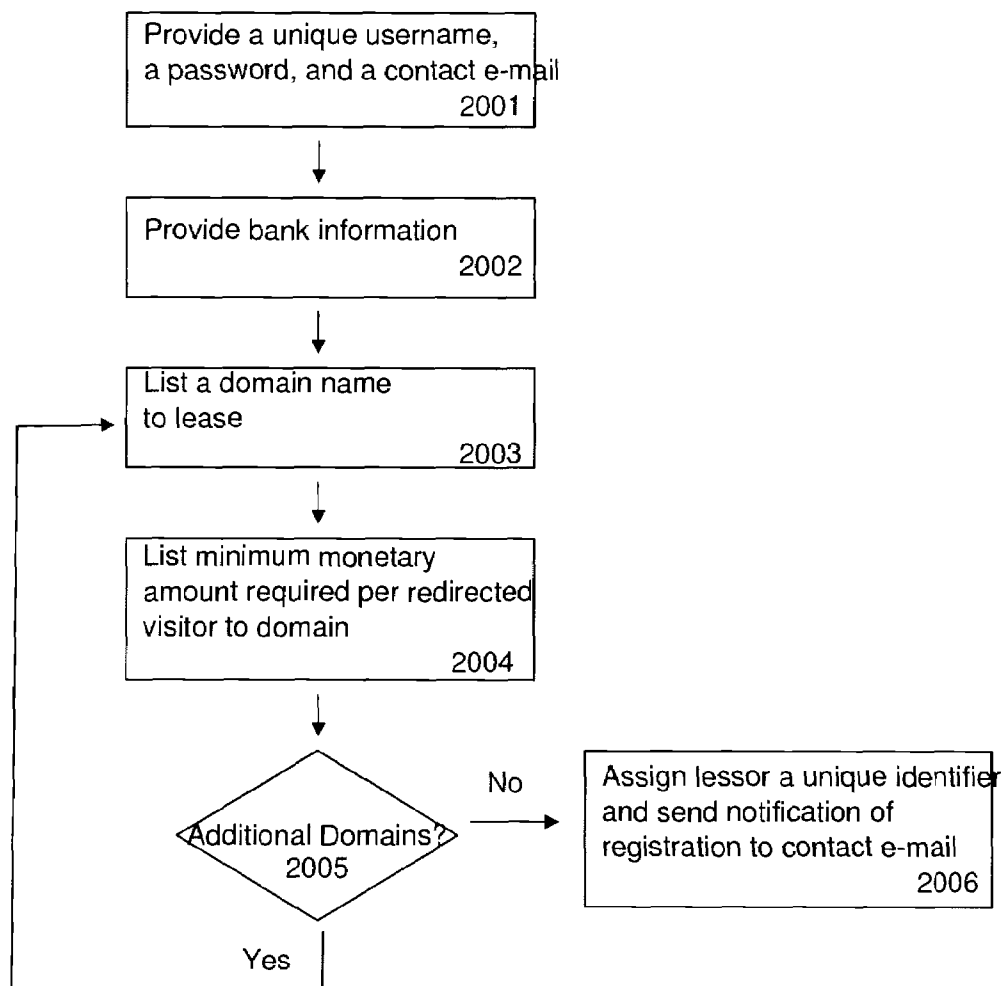 Provide a unique username,
a password, and a contact e-mail
2001
Provide bank information
2002
List a domain name
to lease
2003
List minimum monetary
amount required per redirected
visitor to domain
2004
Additional Domains?
2005
No
Assign lessor a unique identifier
and send notification of
registration to contact e-mail
2006
Yes